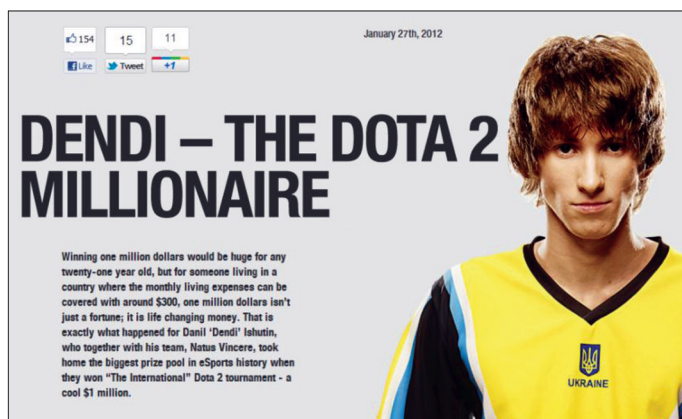 154
15
11
Like
Tweet
+1
January 27th, 2012
DENDI – THE DOTA 2
MILLIONAIRE
Winning one million dollars would be huge for any
twenty-one year old, but for someone living in a
country where the monthly living expenses can be
covered with around $300, one million dollars isn’t
just a fortune; it is life changing money. That is
exactly what happened for Danil ‘Dendi’ Ishutin,
who together with his team, Natus Vincere, took
home the biggest prize pool in eSports history when
they won “The International” Dota 2 tournament - a
cool $1 million.
UKRAINE